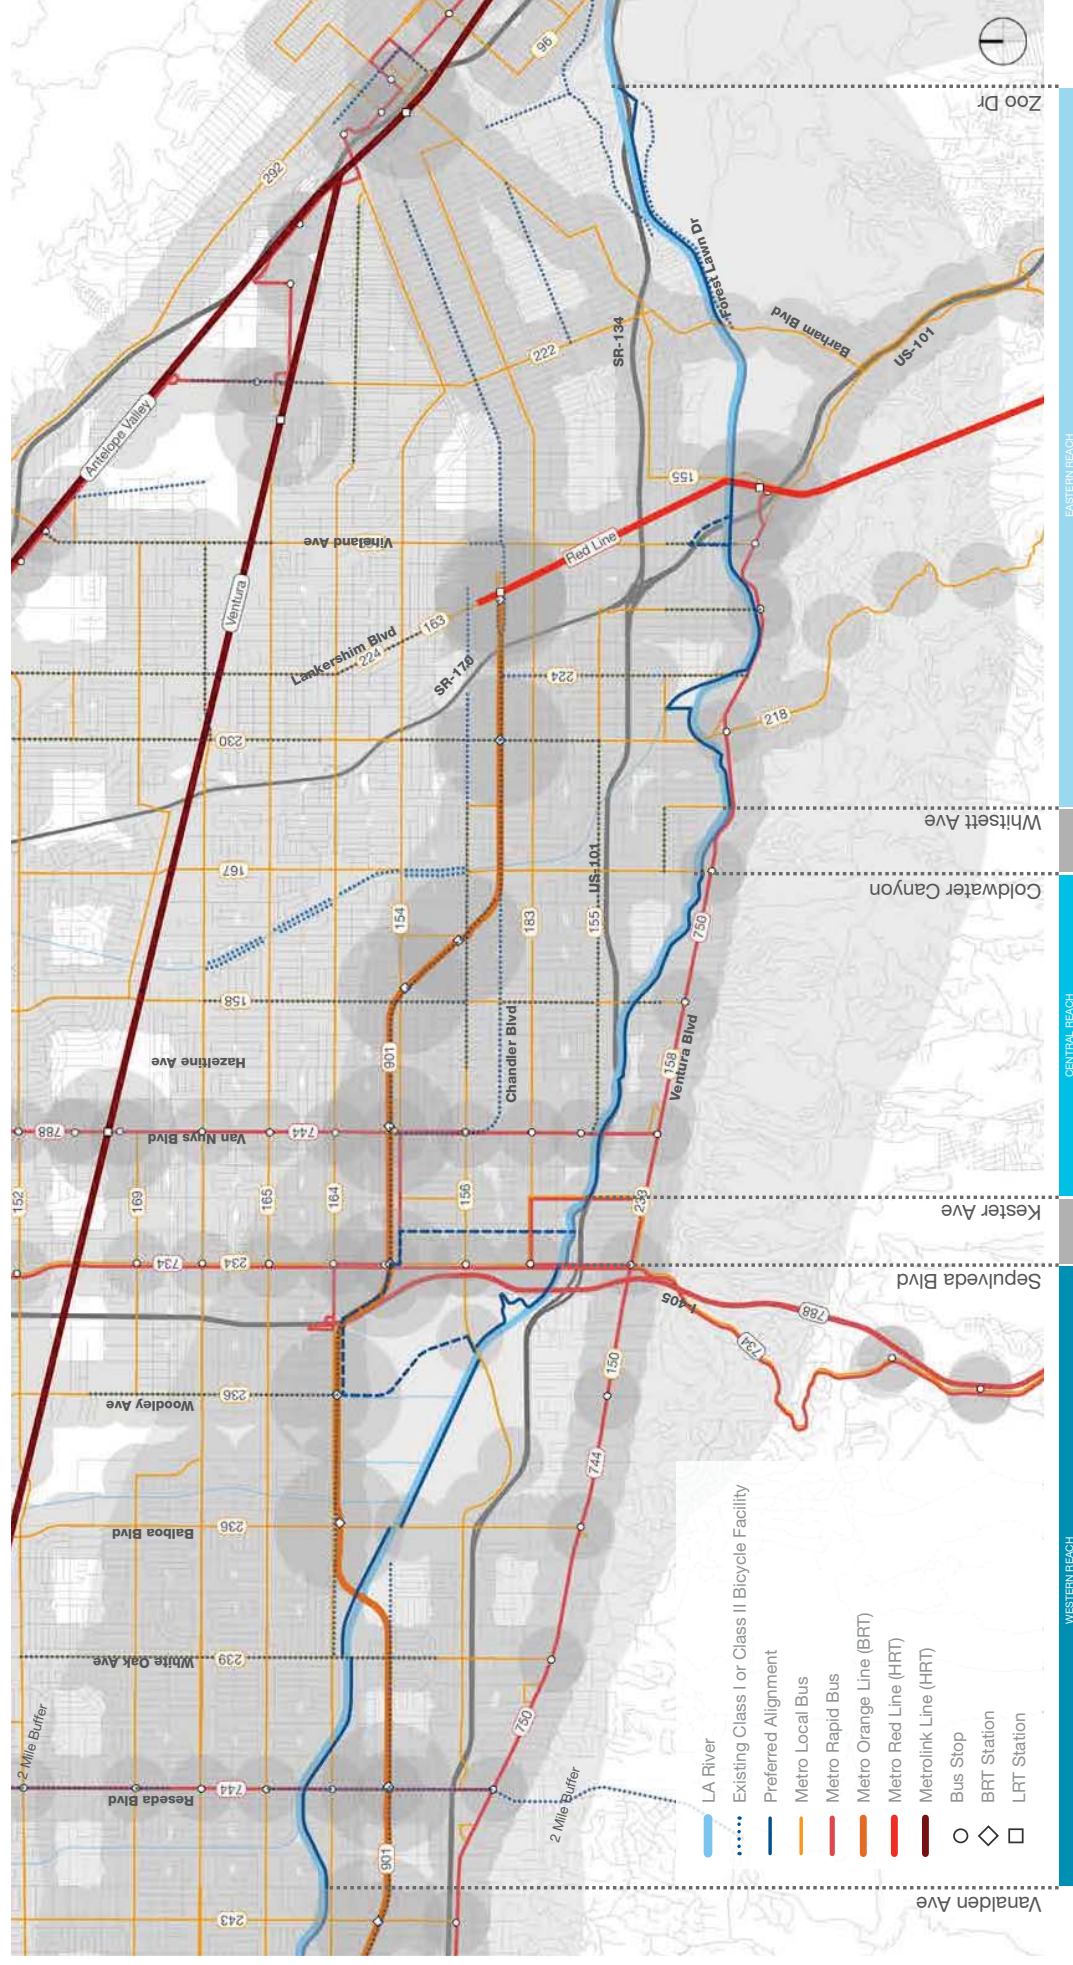 96
Zoo Dr
292
Forest Lawn Dr
SR-134
Barham Blvd
US-101
222
Antelope Valley
155
Vineland Ave
Red Line
Ventura
Lankershim Blvd
163
224
SR-170
224
218
230
Whitsett Ave
167
US-101
Coldwater Canyon
154
183
155
750
158
Chandler Blvd
Hazeltine Ave
901
158
Ventura Blvd
788
Van Nuys Blvd
744
152
169
165
164
156
233
Kester Ave
734
234
Sepulveda Blvd
I-405
788
734
150
Woodley Ave
236
744
Balboa Blvd
236
White Oak Ave
239
750
2 Mile Buffer
Reseda Blvd
744
2 Mile Buffer
901
243
Vanalden Ave
LA River
Existing Class I or Class II Bicycle Facility
Preferred Alignment
Metro Local Bus
Metro Rapid Bus
Metro Orange Line (BRT)
Metro Red Line (HRT)
Metrolink Line (HRT)
Bus Stop
BRT Station
LRT Station
WESTERN REACH
CENTRAL REACH
EASTERN REACH